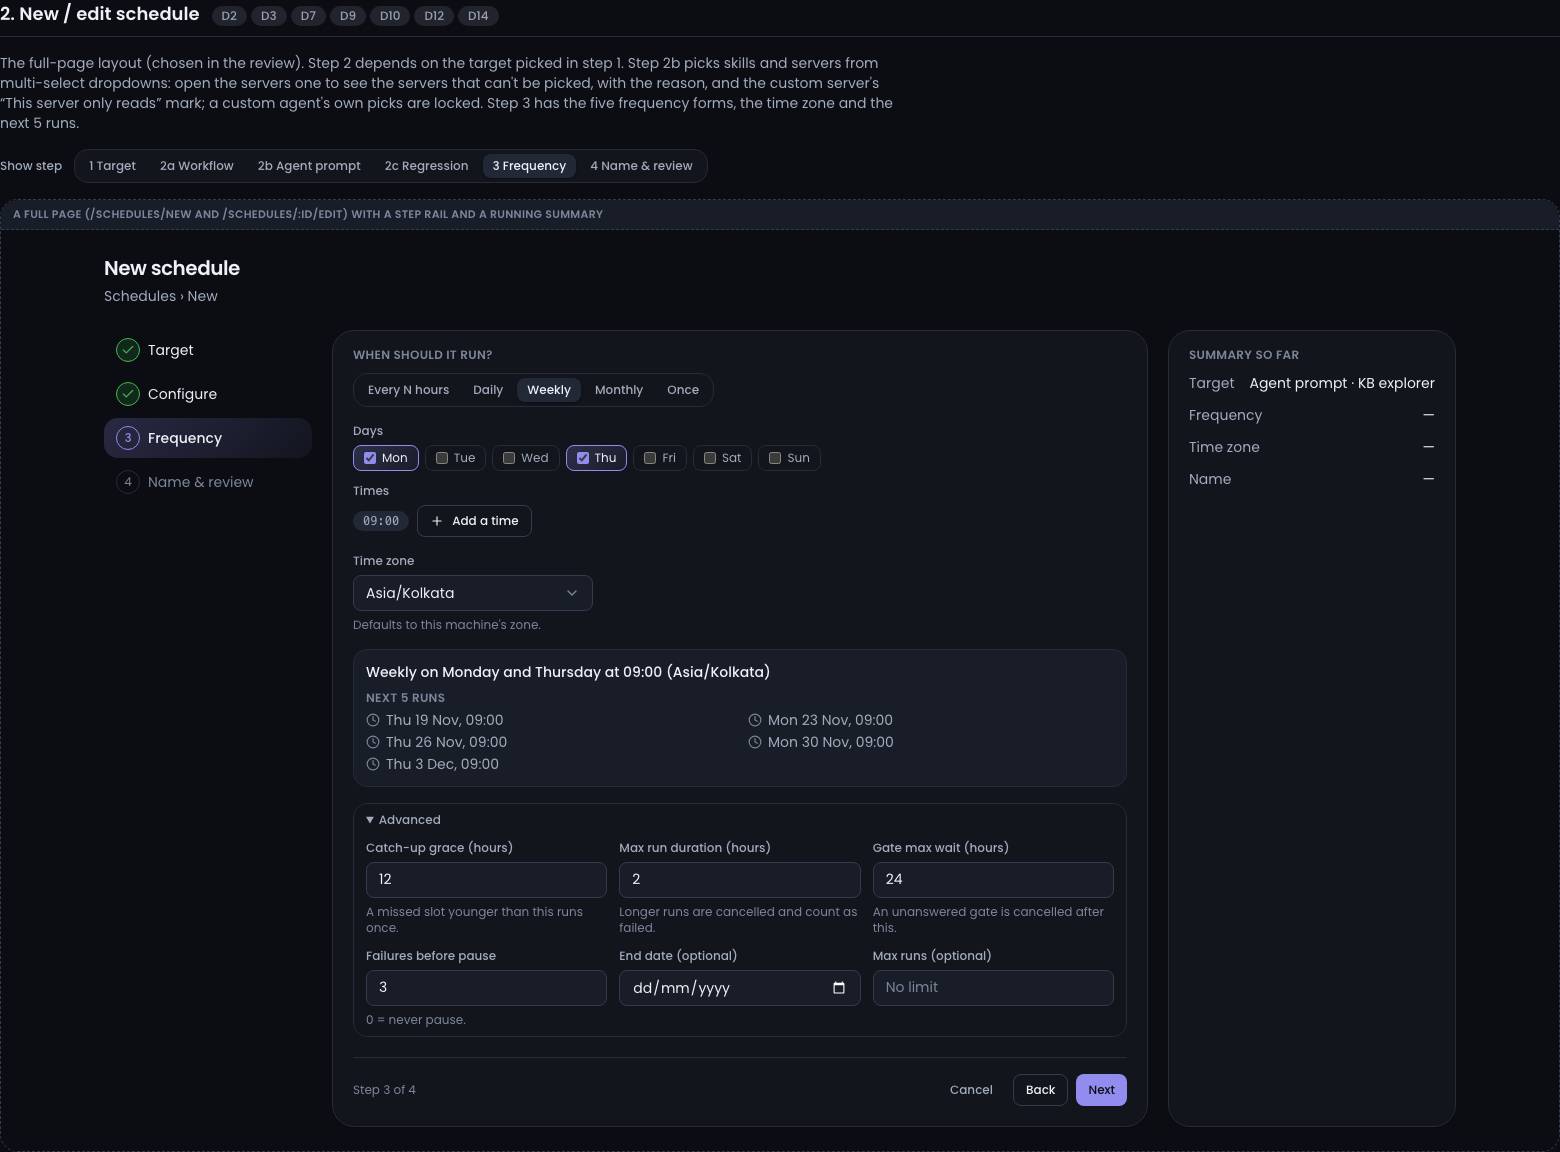 2. New / edit schedule D2 D3 D7 D9 D10 D12 D14
The full-page layout (chosen in the review). Step 2 depends on the target picked in step 1. Step 2b picks skills and servers from
multi-select dropdowns: open the servers one to see the servers that can't be picked, with the reason, and the custom server's
“This server only reads” mark; a custom agent's own picks are locked. Step 3 has the five frequency forms, the time zone and the
next 5 runs.
Show step 1 Target 2a Workflow 2b Agent prompt 2c Regression 3 Frequency 4 Name & review
A FULL PAGE (/SCHEDULES/NEW AND /SCHEDULES/:ID/EDIT) WITH A STEP RAIL AND A RUNNING SUMMARY
New schedule
Schedules › New
Target
Configure
3 Frequency
4 Name & review
WHEN SHOULD IT RUN?
Every N hours Daily Weekly Monthly Once
Days
Mon Tue Wed Thu Fri Sat Sun
Times
09:00 + Add a time
Time zone
Asia/Kolkata
Defaults to this machine's zone.
Weekly on Monday and Thursday at 09:00 (Asia/Kolkata)
NEXT 5 RUNS
Thu 19 Nov, 09:00 Mon 23 Nov, 09:00
Thu 26 Nov, 09:00 Mon 30 Nov, 09:00
Thu 3 Dec, 09:00
▼ Advanced
Catch-up grace (hours) Max run duration (hours) Gate max wait (hours)
12 2 24
A missed slot younger than this runs once. Longer runs are cancelled and count as failed. An unanswered gate is cancelled after this.
Failures before pause End date (optional) Max runs (optional)
3 dd/mm/yyyy No limit
0 = never pause.
Step 3 of 4 Cancel Back Next
SUMMARY SO FAR
Target Agent prompt · KB explorer
Frequency —
Time zone —
Name —